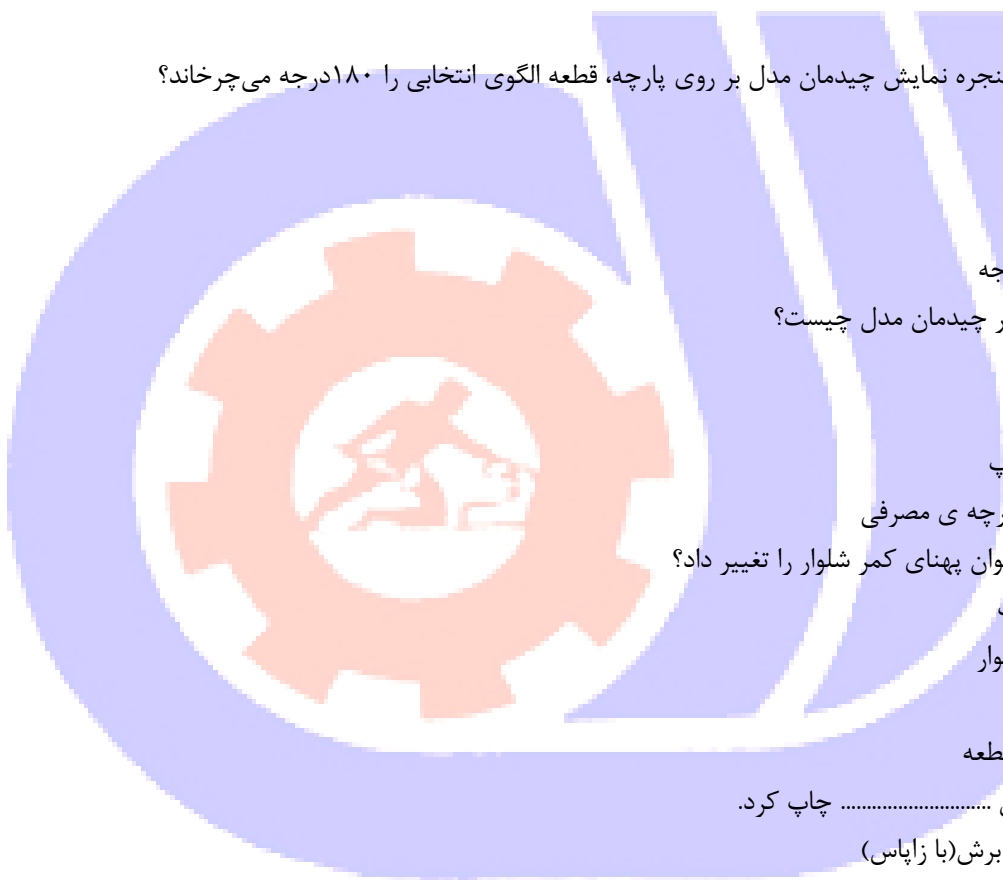 نجره نمایش چیدمان مدل بر روی پارچه، قطعه الگوی انتخابی را ۱۸۰درجه می‌چرخاند؟
جه
ر چیدمان مدل چیست؟
پ
رچه ی مصرفی
وان پهنای کمر شلوار را تغییر داد؟
وار
طعه
............................ چاپ کرد.
برش(با زاپاس)